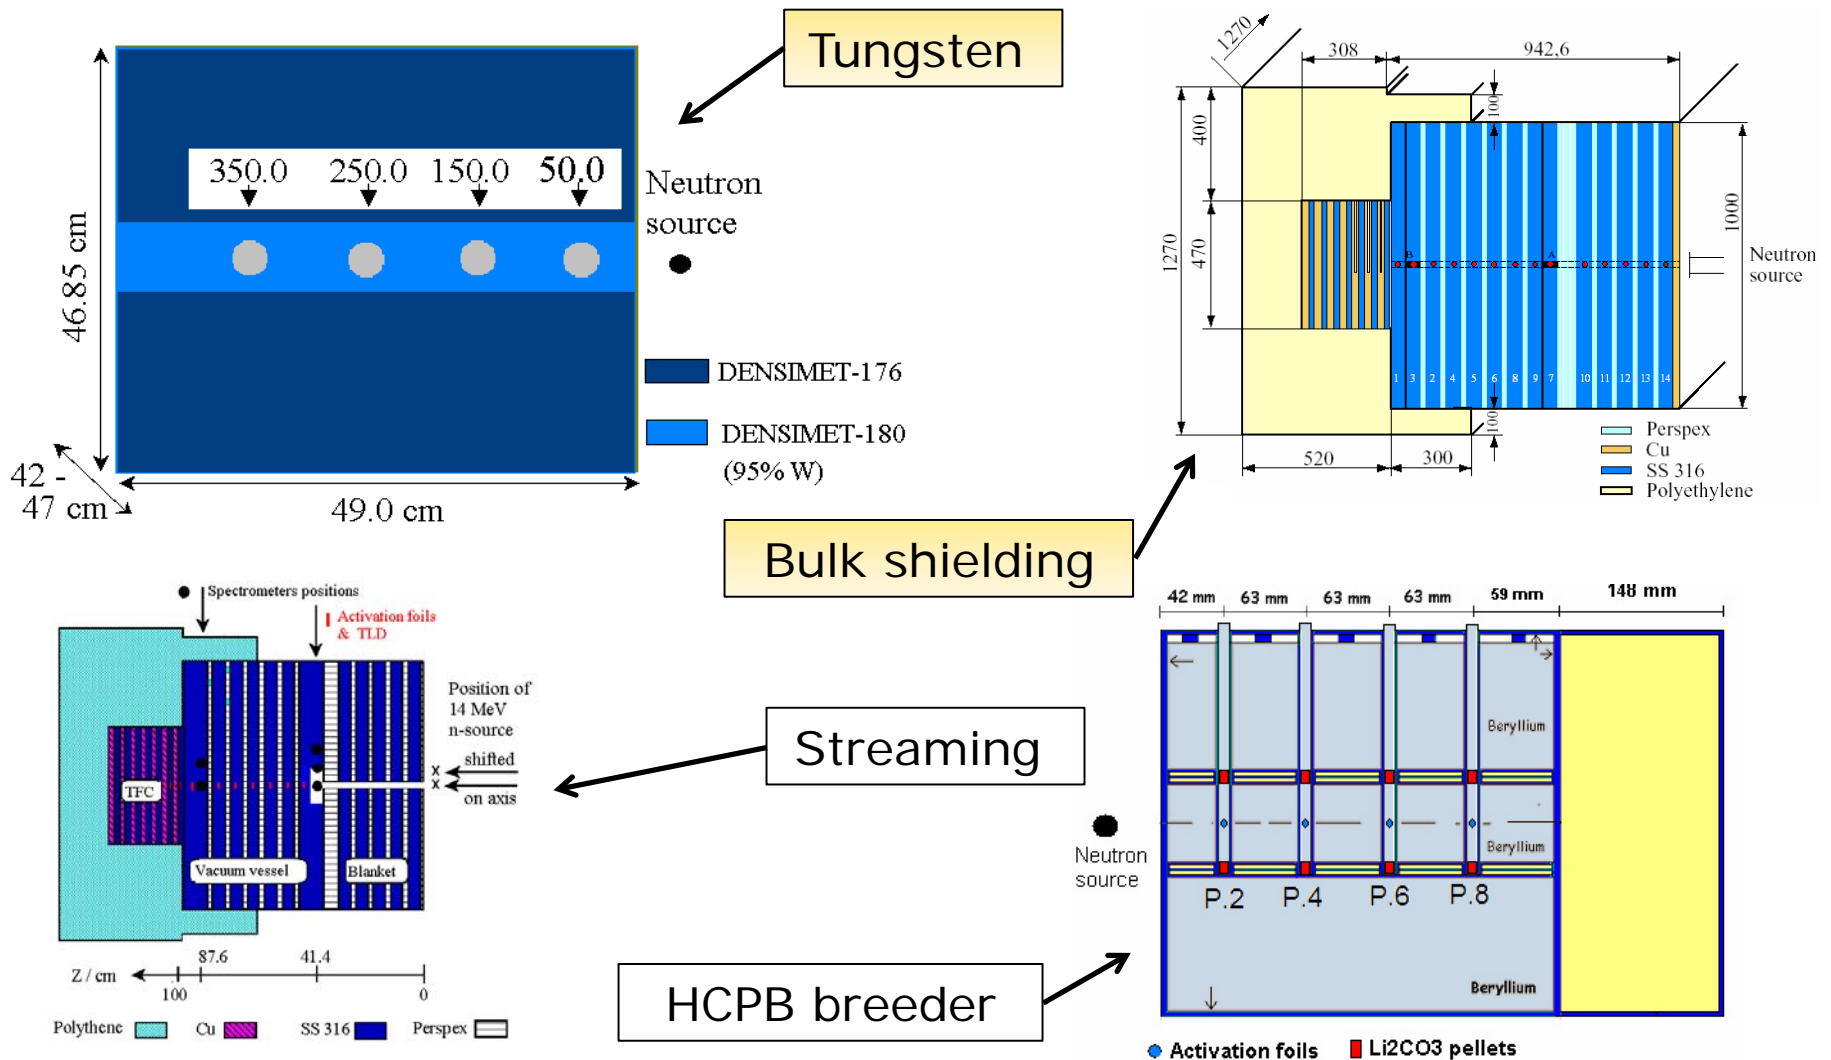 Tungsten
350.0
250.0
150.0
50.0
Neutron
source
46.85 cm
42 -
47 cm
49.0 cm
DENSIMET-176
DENSIMET-180
(95% W)
1270
308
942,6
100
400
1270
470
1000
B
A
Neutron
source
1
3
2
4
5
6
8
9
7
10
11
12
13
14
100
520
300
Perspex
Cu
SS 316
Polyethylene
Bulk shielding
Spectrometers positions
Activation foils
& TLD
Position of
14 MeV
n-source
x
shifted
x
on axis
TFC
Vacuum vessel
Blanket
87.6
41.4
Z / cm
100
0
Polythene
Cu
SS 316
Perspex
Streaming
42 mm
63 mm
63 mm
63 mm
59 mm
148 mm
Beryllium
Beryllium
Neutron
source
P.2
P.4
P.6
P.8
Beryllium
Activation foils
Li2CO3 pellets
HCPB breeder